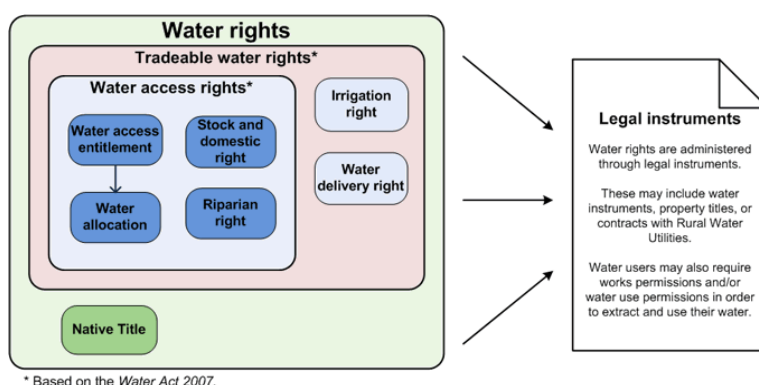 Water rights
Tradeable water rights*
Water access rights*
Water access
entitlement
Stock and
domestic
right
Water
allocation
Riparian
right
Irrigation
right
Water
delivery right
Native Title
* Based on the Water Act 2007.
Legal instruments
Water rights are administered
through legal instruments.
These may include water
instruments, property titles, or
contracts with Rural Water
Utilities.
Water users may also require
works permissions and/or
water use permissions in order
to extract and use their water.